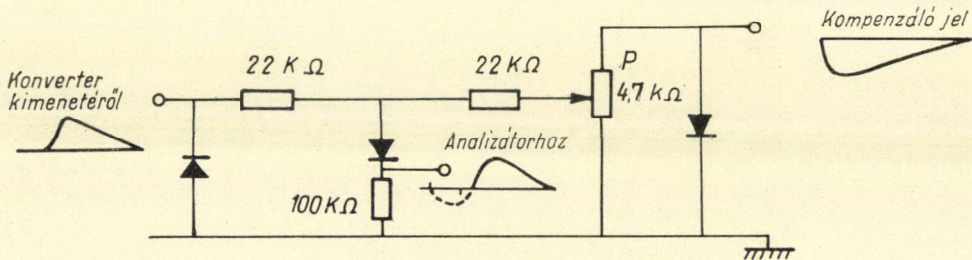 Kompenzáló jel
22 KΩ
22 KΩ
P
4,7 kΩ
Konverter
kimenetéről
Analizátorhoz
100 KΩ